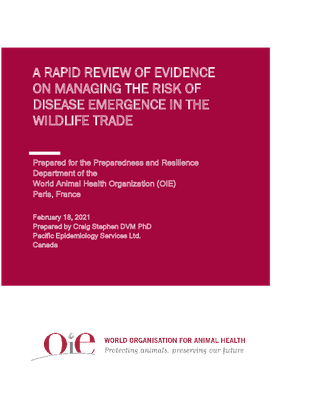 A RAPID REVIEW OF EVIDENCE
ON MANAGING THE RISK OF
DISEASE EMERGENCE IN THE
WILDLIFE TRADE
Prepared for the Preparedness and Resilience
Department of the
World Animal Health Organization (OIE)
Paris, France
February 18, 2021
Prepared by Craig Stephen DVM PhD
Pacific Epidemiology Services Ltd.
Canada
OiE
WORLD ORGANISATION FOR ANIMAL HEALTH
Protecting animals, preserving our future